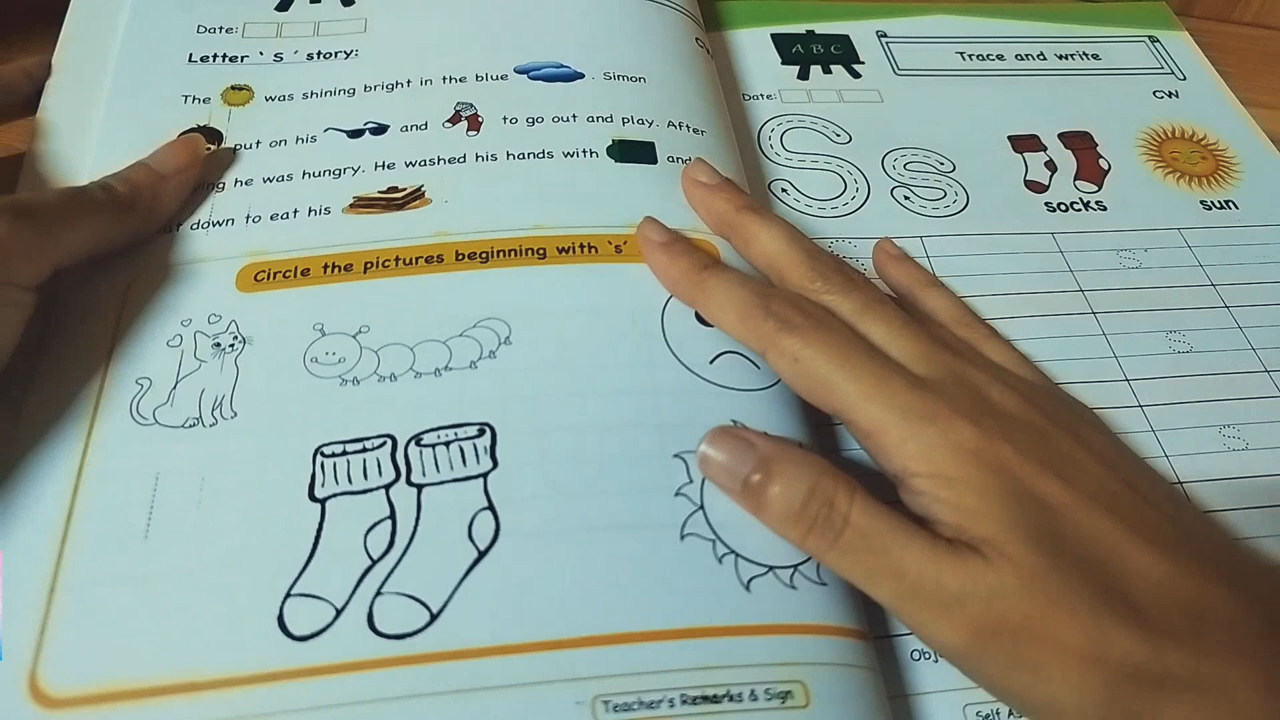 Date:
Letter ‘ S ’ story:
The was shining bright in the blue . Simon
put on his and to go out and play. After
he was hungry. He washed his hands with and
down to eat his .
Circle the pictures beginning with ‘s’
Teacher's Remarks & Sign
A B C
Trace and write
Date:
CW
S s
socks sun
s s
s
s